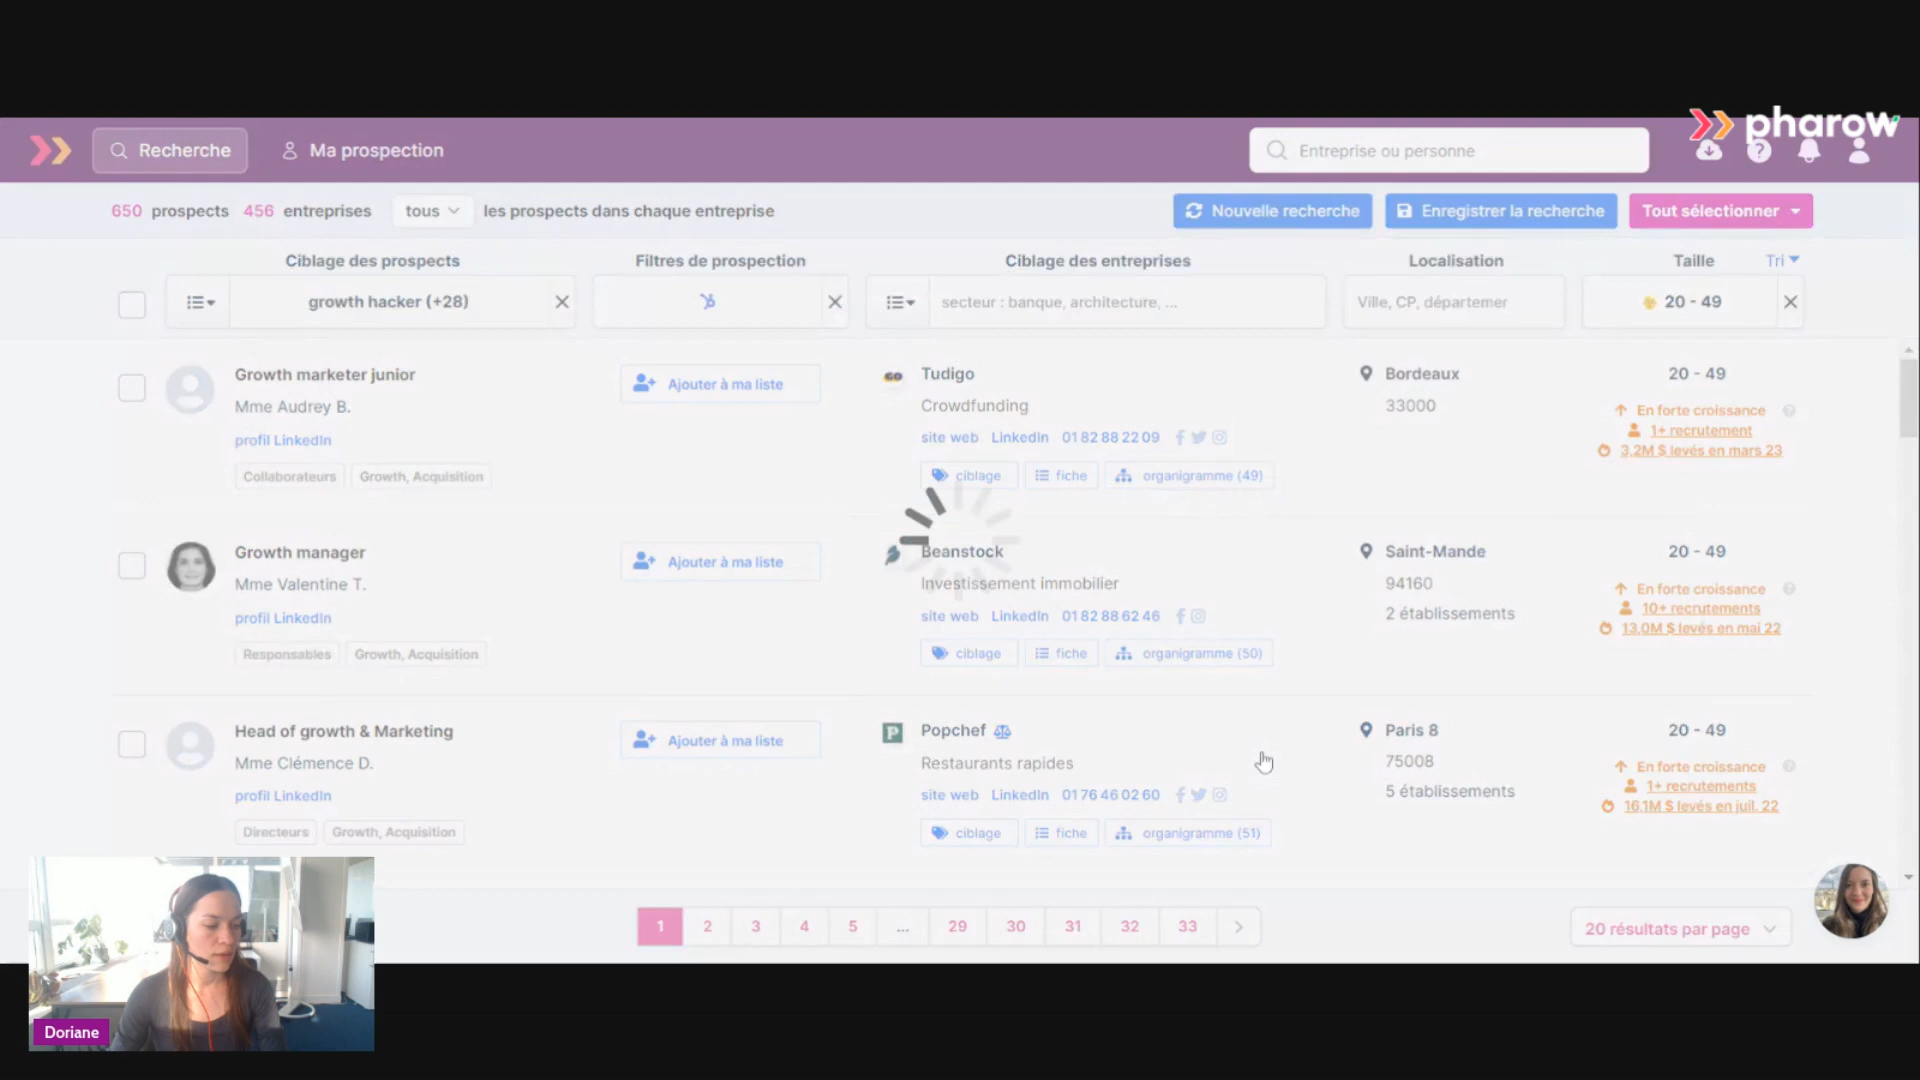 pharow
Recherche
Ma prospection
Entreprise ou personne
650 prospects 456 entreprises tous les prospects dans chaque entreprise
Nouvelle recherche
Enregistrer la recherche
Tout sélectionner
Ciblage des prospects
Filtres de prospection
Ciblage des entreprises
Localisation
Taille
Tri
growth hacker (+28)
secteur : banque, architecture, ...
Ville, CP, départemer
20 - 49
Growth marketer junior
Mme Audrey B.
profil LinkedIn
Collaborateurs
Growth, Acquisition
Ajouter à ma liste
GO
Tudigo
Crowdfunding
site web LinkedIn 01 82 88 22 09
ciblage
fiche
organigramme (49)
Bordeaux
33000
20 - 49
En forte croissance
1+ recrutement
3,2M $ levés en mars 23
Growth manager
Mme Valentine T.
profil LinkedIn
Responsables
Growth, Acquisition
Ajouter à ma liste
Beanstock
Investissement immobilier
site web LinkedIn 01 82 88 62 46
ciblage
fiche
organigramme (50)
Saint-Mande
94160
2 établissements
20 - 49
En forte croissance
10+ recrutements
13,0M $ levés en mai 22
Head of growth & Marketing
Mme Clémence D.
profil LinkedIn
Directeurs
Growth, Acquisition
Ajouter à ma liste
P
Popchef
Restaurants rapides
site web LinkedIn 01 76 46 02 60
ciblage
fiche
organigramme (51)
Paris 8
75008
5 établissements
20 - 49
En forte croissance
1+ recrutements
16,1M $ levés en juil. 22
1 2 3 4 5 ... 29 30 31 32 33
20 résultats par page
Doriane